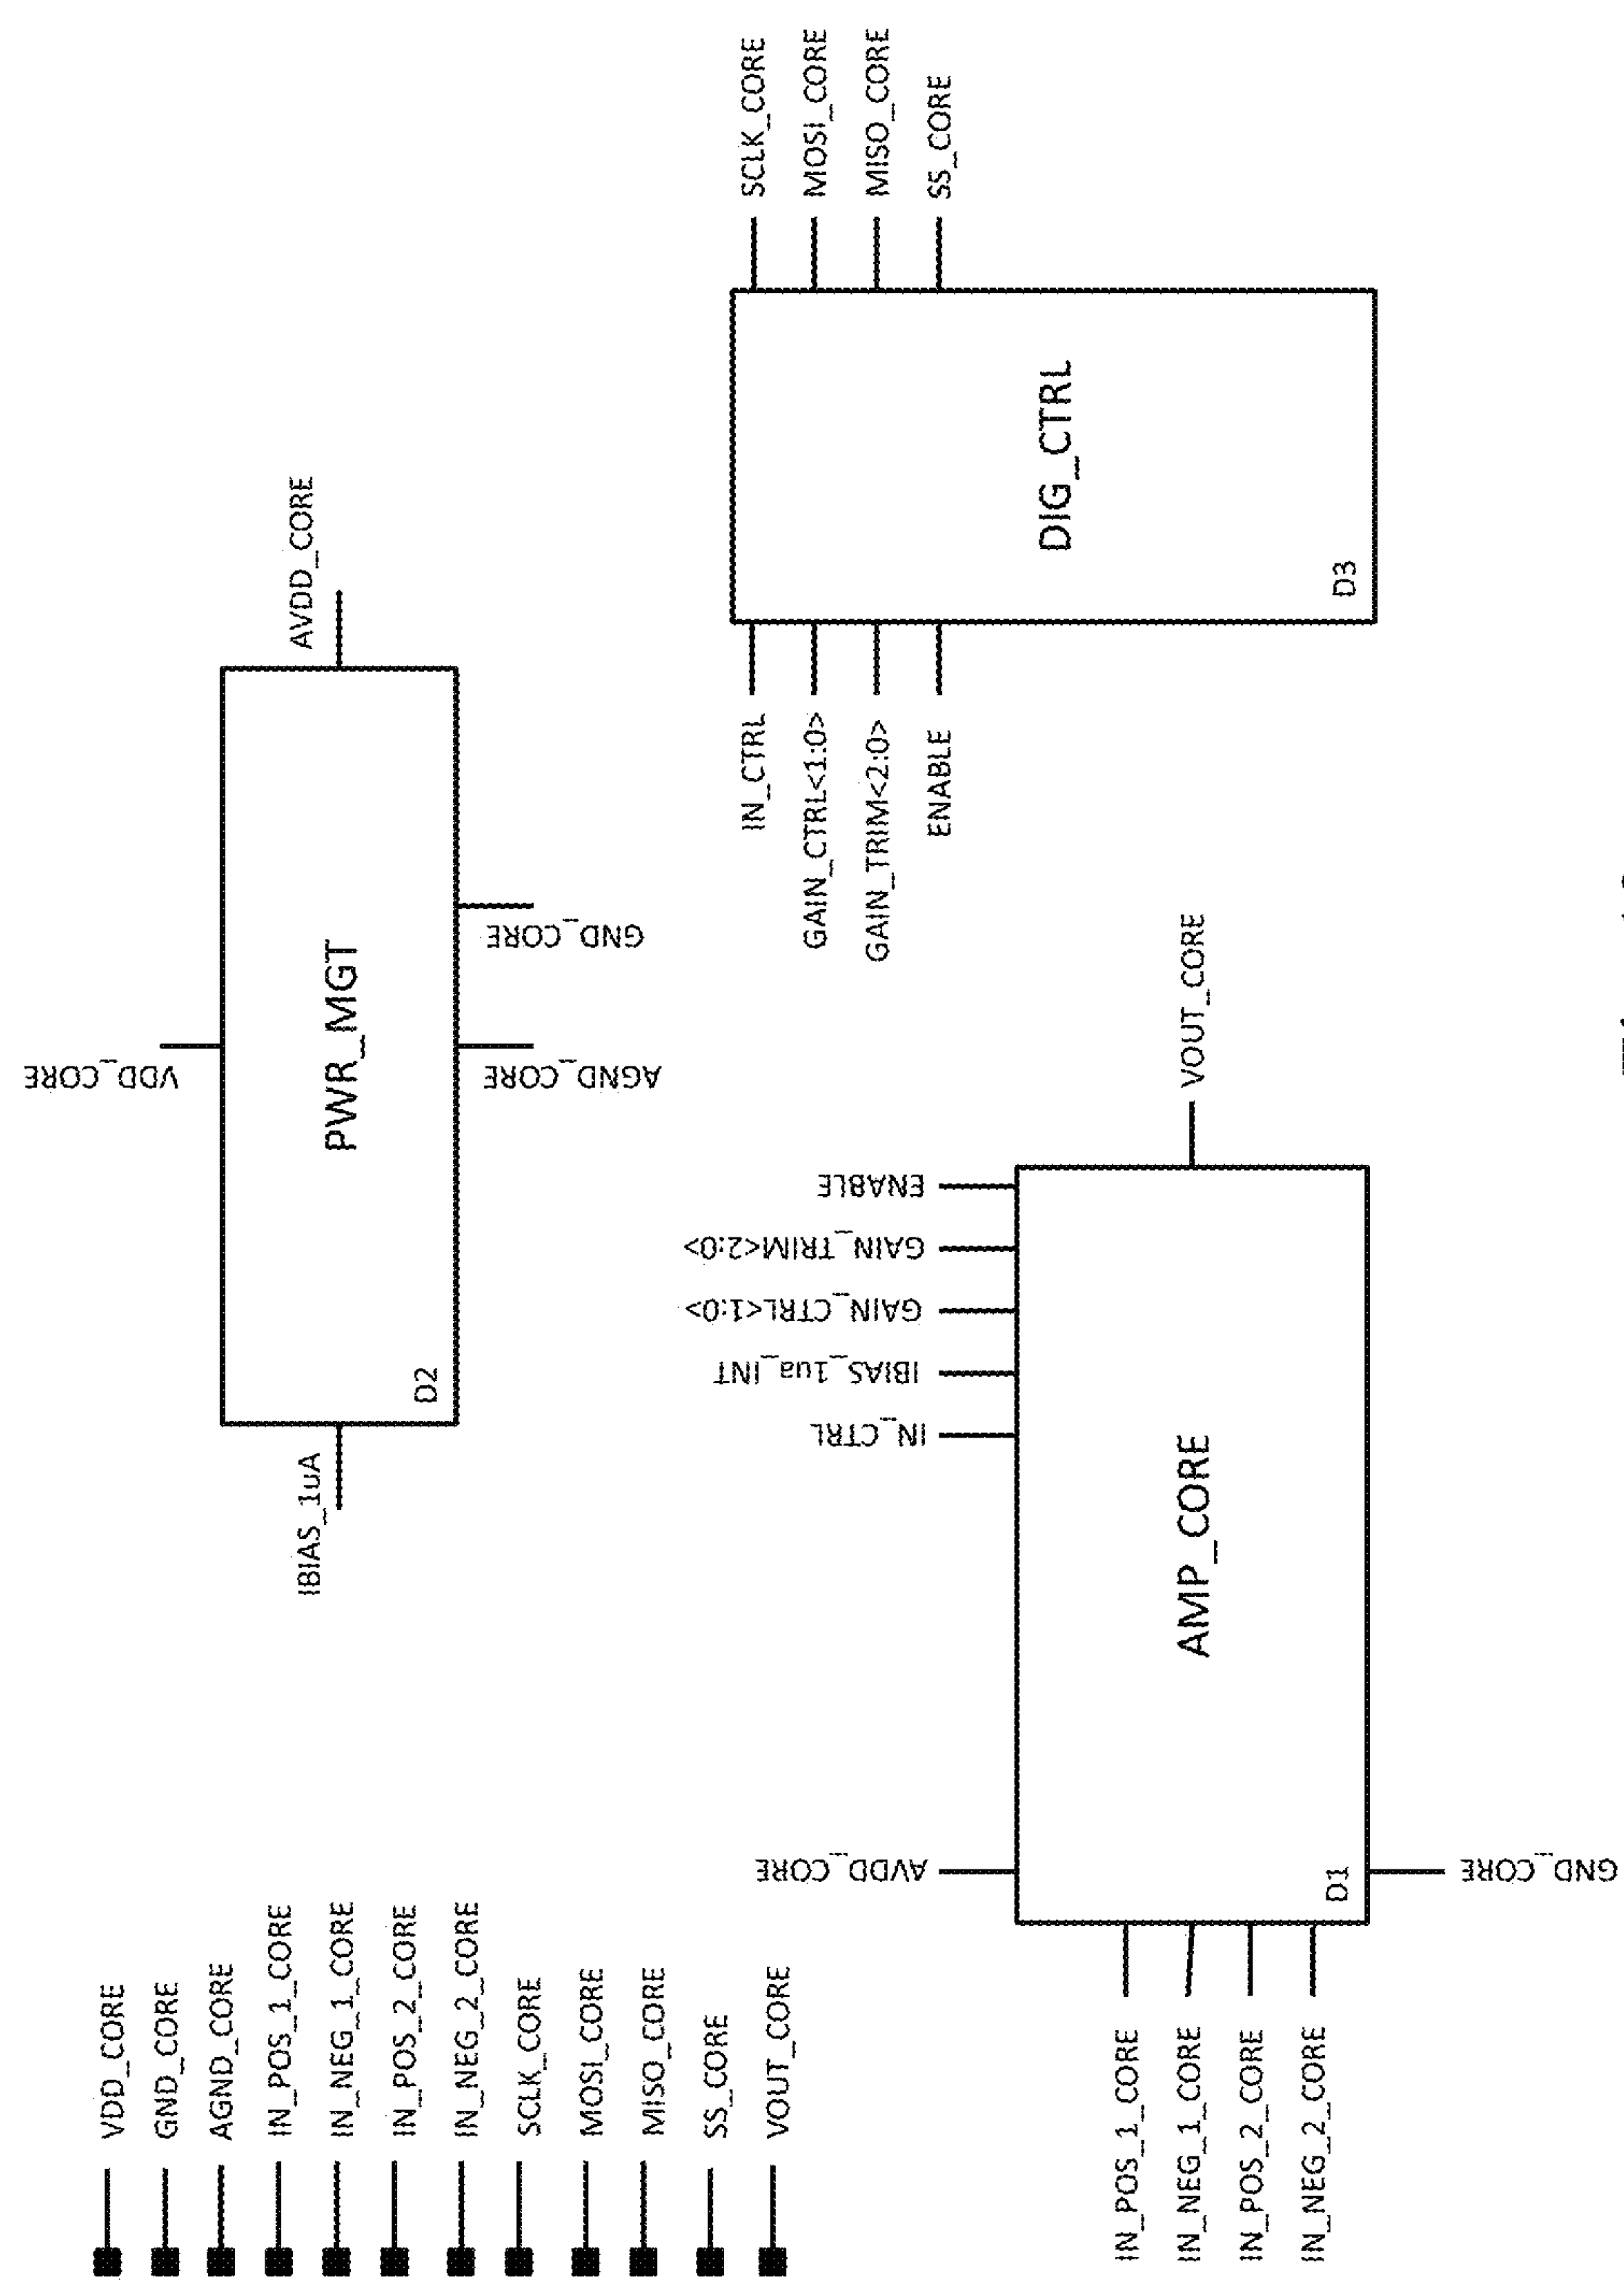 VDD_CORE
GND_CORE
AGND_CORE
IN_POS_1_CORE
IN_NEG_1_CORE
IN_POS_2_CORE
IN_NEG_2_CORE
SCLK_CORE
MOSI_CORE
MISO_CORE
SS_CORE
VOUT_CORE
VDD_CORE
IBIAS_1uA
PWR_MGT
D2
AVDD_CORE
AGND_CORE
GND_CORE
AVDD_CORE
IN_CTRL
IBIAS_1ua_INT
GAIN_CTRL<1:0>
GAIN_TRIM<2:0>
ENABLE
IN_POS_1_CORE
IN_NEG_1_CORE
IN_POS_2_CORE
IN_NEG_2_CORE
AMP_CORE
D1
VOUT_CORE
GND_CORE
IN_CTRL
GAIN_CTRL<1:0>
GAIN_TRIM<2:0>
ENABLE
DIG_CTRL
D3
SCLK_CORE
MOSI_CORE
MISO_CORE
SS_CORE